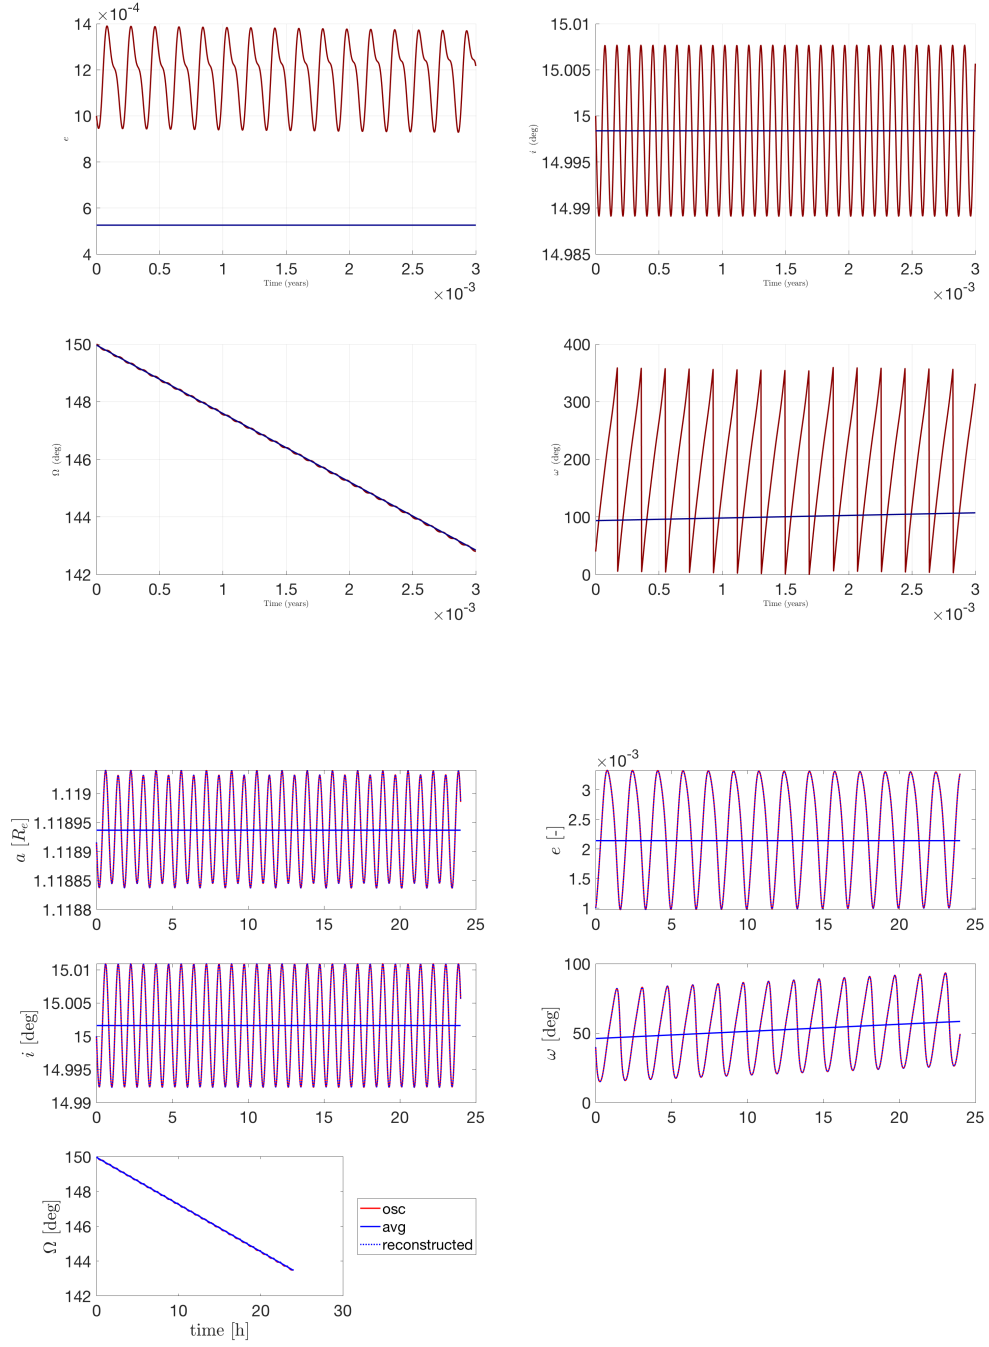 ×10⁻⁴
14
12
10
8
6
4
e
0 0.5 1 1.5 2 2.5 3
Time (years)
×10⁻³
15.01
15.005
15
14.995
14.99
14.985
i (deg)
0 0.5 1 1.5 2 2.5 3
Time (years)
×10⁻³
150
148
146
144
142
Ω (deg)
0 0.5 1 1.5 2 2.5 3
Time (years)
×10⁻³
400
300
200
100
0
ω (deg)
0 0.5 1 1.5 2 2.5 3
Time (years)
×10⁻³
1.119
1.11895
1.1189
1.11885
1.1188
a [Rₑ]
0 5 10 15 20 25
×10⁻³
3
2.5
2
1.5
1
e [-]
0 5 10 15 20 25
15.01
15.005
15
14.995
14.99
i [deg]
0 5 10 15 20 25
100
50
0
ω [deg]
0 5 10 15 20 25
150
148
146
144
142
Ω [deg]
0 10 20 30
time [h]
osc
avg
reconstructed